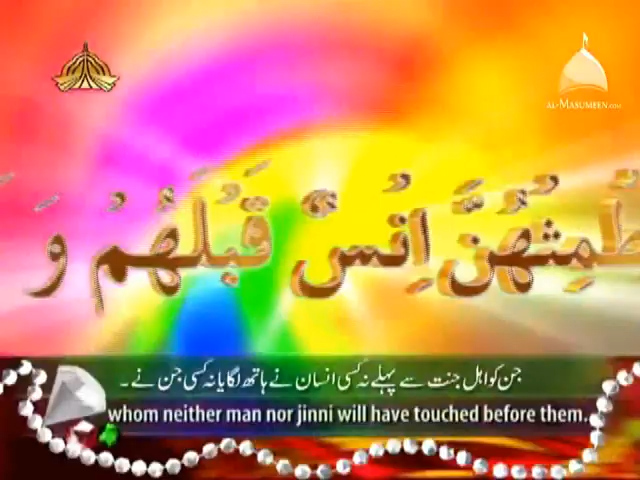 AL-MASUMEEN.COM
طْمِثْهُنَّ اِنْسٌ قَبْلَهُمْ وَ
جن کو اہل جنت سے پہلے نہ کسی انسان نے ہاتھ لگایا نہ کسی جن نے ۔
whom neither man nor jinni will have touched before them.